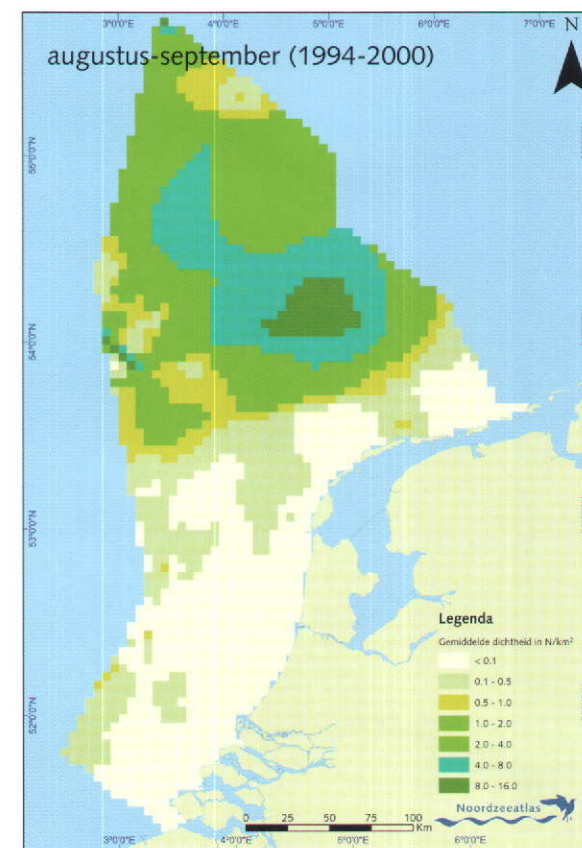 3°0'0"E 4°0'0"E 5°0'0"E 6°0'0"E 7°0'0"E
N
augustus-september (1994-2000)
55°0'0"N
54°0'0"N
53°0'0"N
52°0'0"N
Legenda
Gemiddelde dichtheid in N/km²
< 0.1
0.1 - 0.5
0.5 - 1.0
1.0 - 2.0
2.0 - 4.0
4.0 - 8.0
8.0 - 16.0
Noordzeeatlas
0 25 50 75 100
Km
3°0'0"E 4°0'0"E 5°0'0"E 6°0'0"E